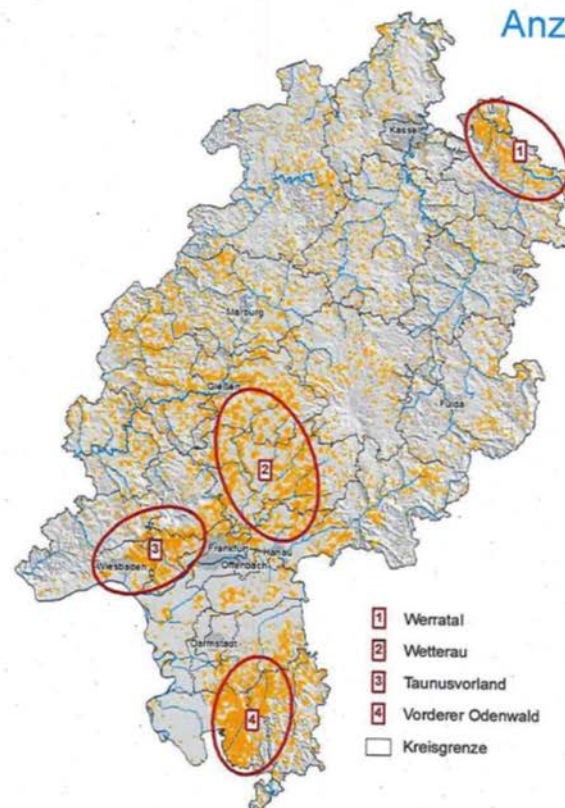 Anz
Kassel
1
Marburg
Gießen
Fulda
2
3
Frankfurt
Hanau
Wiesbaden
Offenbach
Darmstadt
4
1 Werratal
2 Wetterau
3 Taunusvorland
4 Vorderer Odenwald
Kreisgrenze